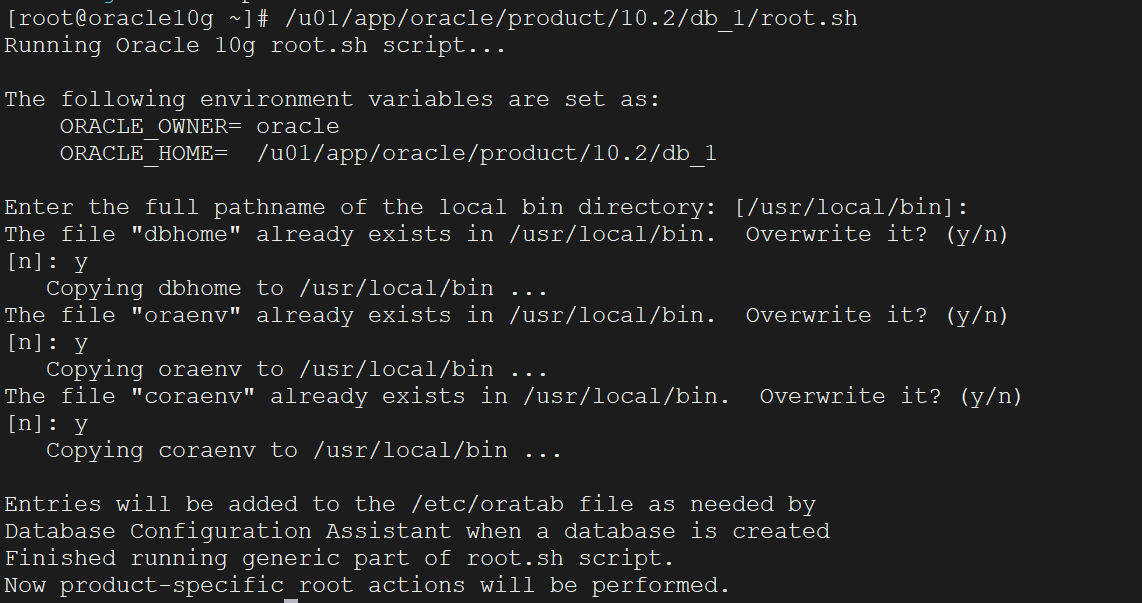 [root@oracle10g ~]# /u01/app/oracle/product/10.2/db_1/root.sh
Running Oracle 10g root.sh script...
The following environment variables are set as:
    ORACLE_OWNER= oracle
    ORACLE_HOME=  /u01/app/oracle/product/10.2/db_1
Enter the full pathname of the local bin directory: [/usr/local/bin]:
The file "dbhome" already exists in /usr/local/bin.  Overwrite it? (y/n)
[n]: y
   Copying dbhome to /usr/local/bin ...
The file "oraenv" already exists in /usr/local/bin.  Overwrite it? (y/n)
[n]: y
   Copying oraenv to /usr/local/bin ...
The file "coraenv" already exists in /usr/local/bin.  Overwrite it? (y/n)
[n]: y
   Copying coraenv to /usr/local/bin ...
Entries will be added to the /etc/oratab file as needed by
Database Configuration Assistant when a database is created
Finished running generic part of root.sh script.
Now product-specific root actions will be performed.